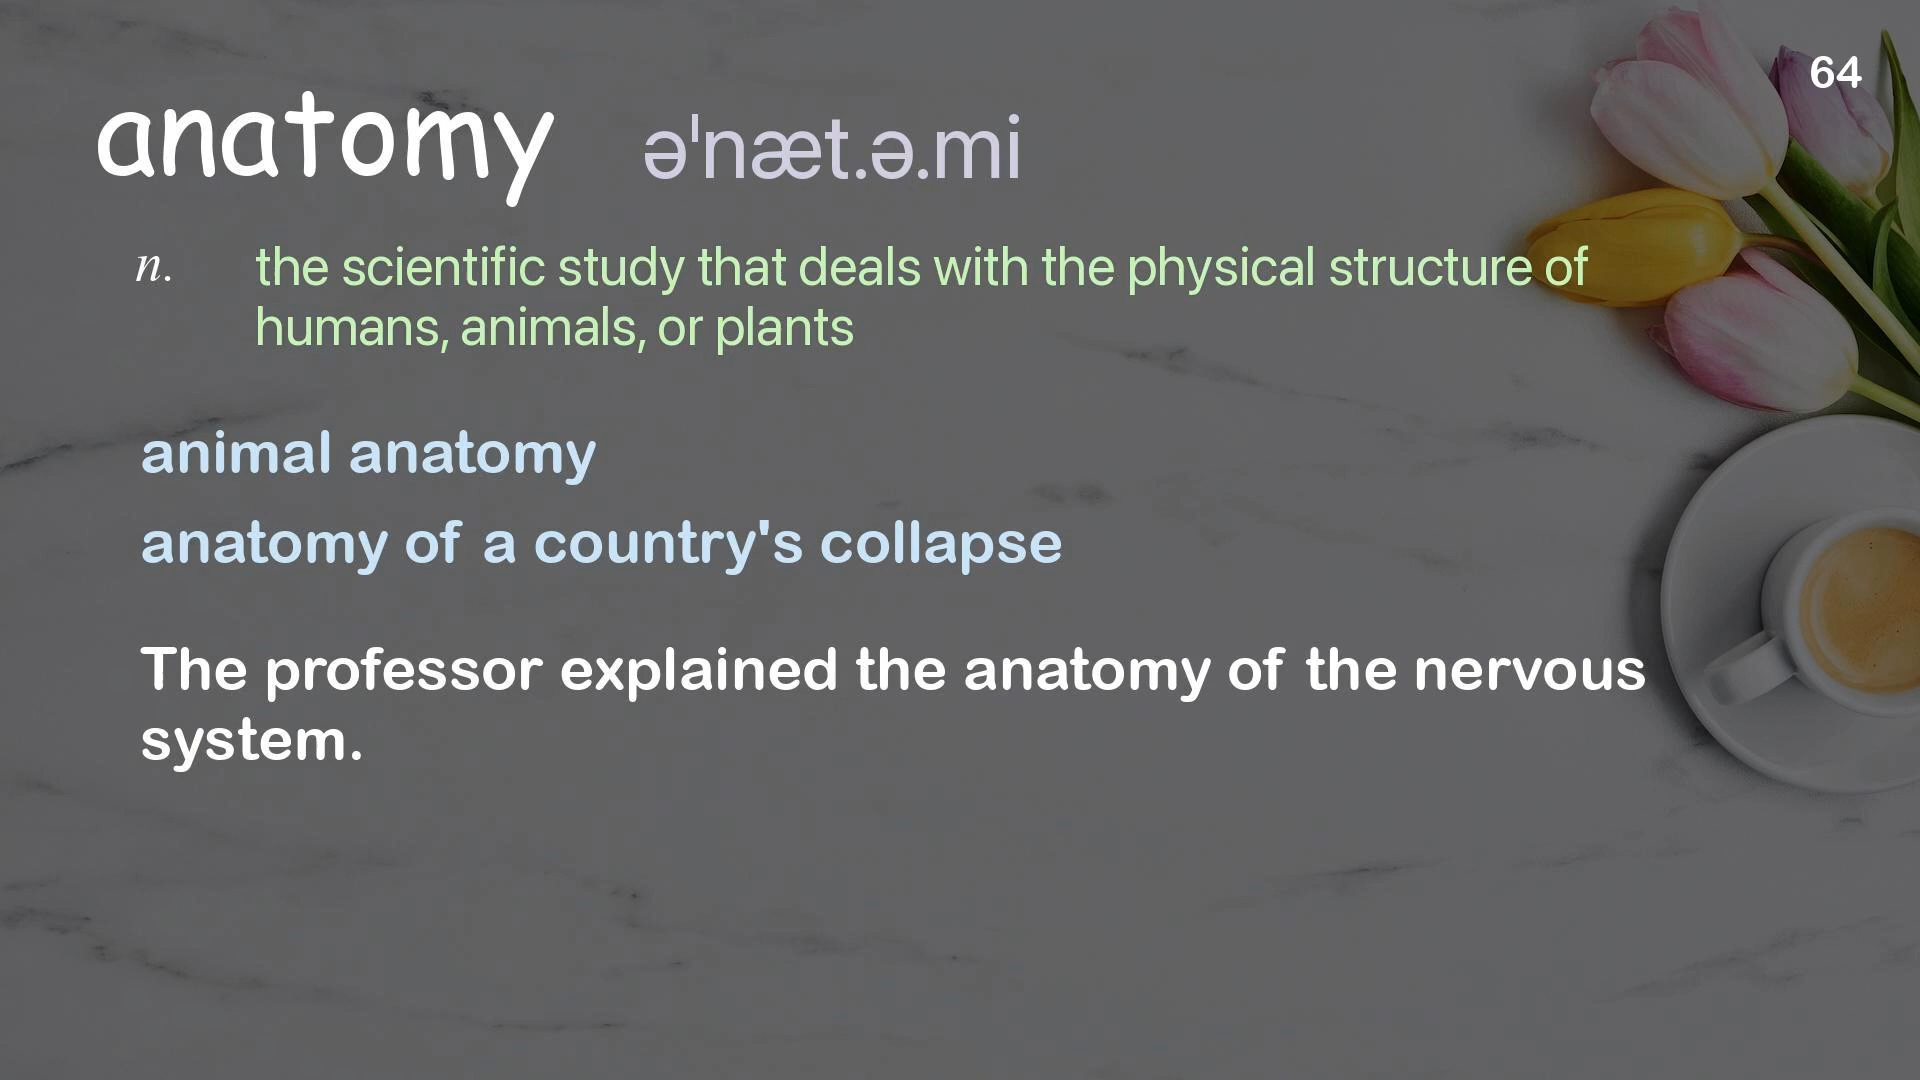 64
anatomy əˈnæt.ə.mi
n. the scientific study that deals with the physical structure of
humans, animals, or plants
animal anatomy
anatomy of a country's collapse
The professor explained the anatomy of the nervous
system.